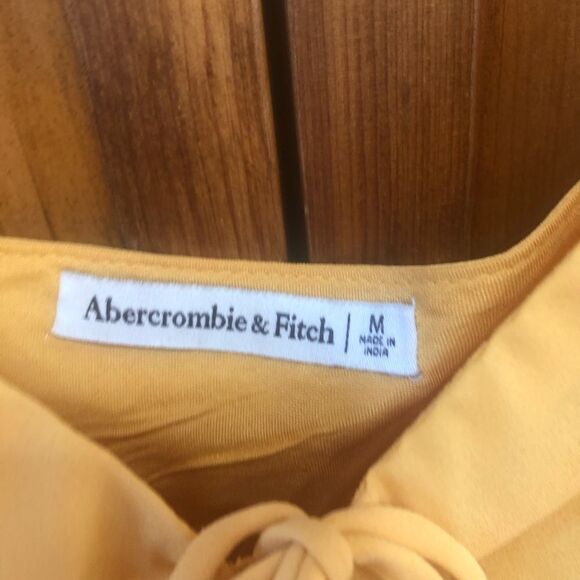 Abercrombie & Fitch | M
MADE IN
INDIA